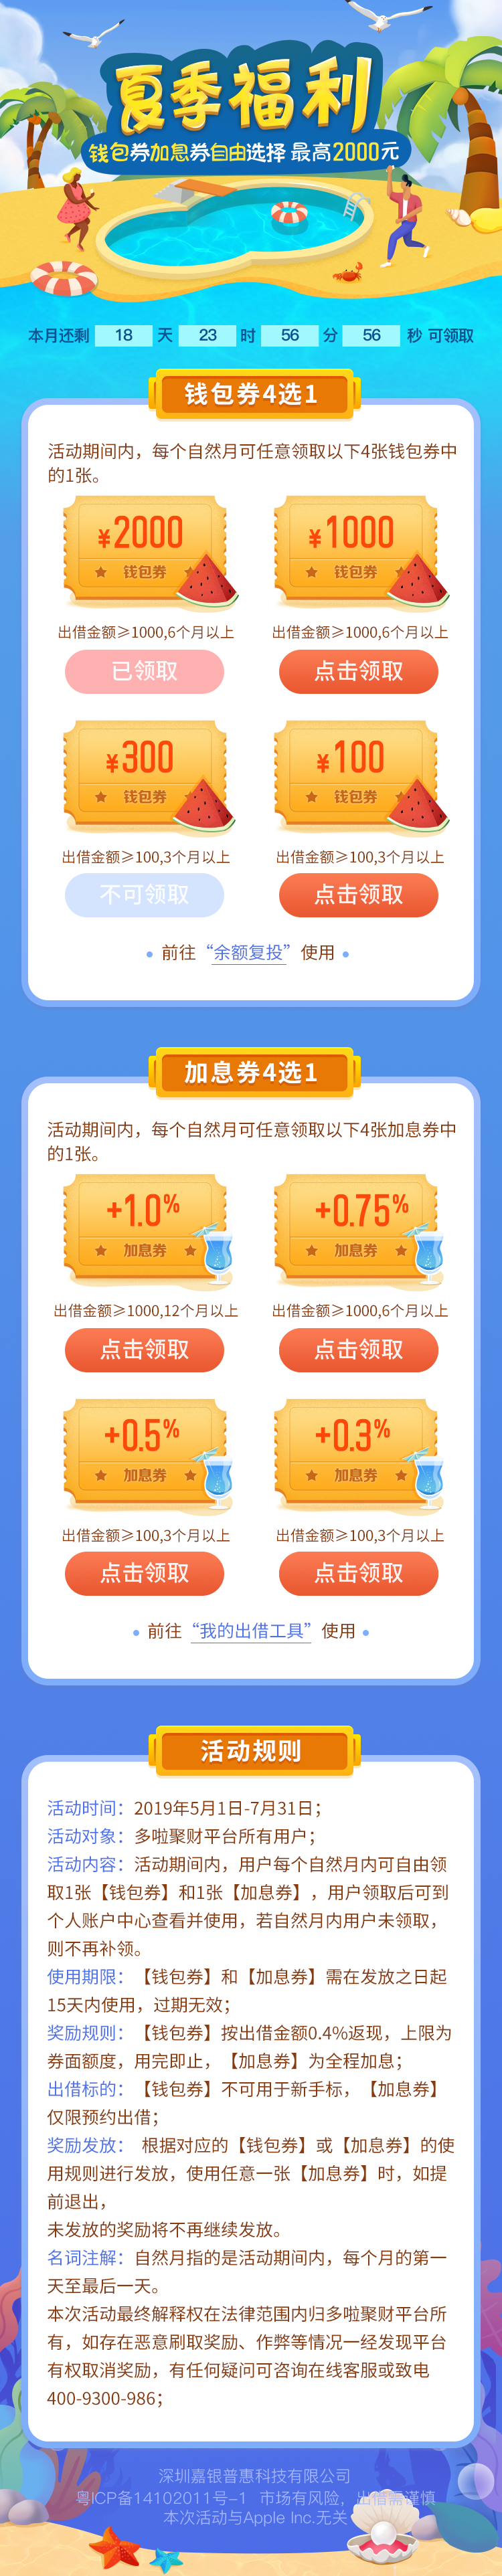 夏季福利
钱包券加息券自由选择 最高2000元
本月还剩 18 天 23 时 56 分 56 秒 可领取
钱包券4选1
活动期间内，每个自然月可任意领取以下4张钱包券中
的1张。
¥2000 ¥1000
钱包券 钱包券
出借金额≥1000,6个月以上 出借金额≥1000,6个月以上
已领取 点击领取
¥300 ¥100
钱包券 钱包券
出借金额≥100,3个月以上 出借金额≥100,3个月以上
不可领取 点击领取
前往“余额复投”使用
加息券4选1
活动期间内，每个自然月可任意领取以下4张加息券中
的1张。
+1.0% +0.75%
加息券 加息券
出借金额≥1000,12个月以上 出借金额≥1000,6个月以上
点击领取 点击领取
+0.5% +0.3%
加息券 加息券
出借金额≥100,3个月以上 出借金额≥100,3个月以上
点击领取 点击领取
前往“我的出借工具”使用
活动规则
活动时间：2019年5月1日-7月31日；
活动对象：多啦聚财平台所有用户；
活动内容：活动期间内，用户每个自然月内可自由领
取1张【钱包券】和1张【加息券】，用户领取后可到
个人账户中心查看并使用，若自然月内用户未领取，
则不再补领。
使用期限：【钱包券】和【加息券】需在发放之日起
15天内使用，过期无效；
奖励规则：【钱包券】按出借金额0.4%返现，上限为
券面额度，用完即止，【加息券】为全程加息；
出借标的：【钱包券】不可用于新手标，【加息券】
仅限预约出借；
奖励发放： 根据对应的【钱包券】或【加息券】的使
用规则进行发放，使用任意一张【加息券】时，如提
前退出，
未发放的奖励将不再继续发放。
名词注解：自然月指的是活动期间内，每个月的第一
天至最后一天。
本次活动最终解释权在法律范围内归多啦聚财平台所
有，如存在恶意刷取奖励、作弊等情况一经发现平台
有权取消奖励，有任何疑问可咨询在线客服或致电
400-9300-986；
深圳嘉银普惠科技有限公司
粤ICP备14102011号-1 市场有风险，出借需谨慎
本次活动与Apple Inc.无关